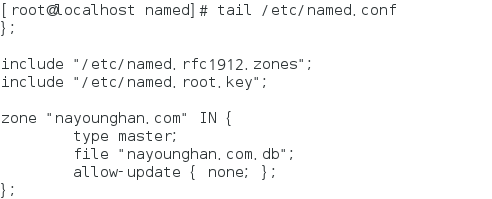 [root@localhost named]# tail /etc/named.conf
};

include "/etc/named.rfc1912.zones";
include "/etc/named.root.key";

zone "nayounghan.com" IN {
        type master;
        file "nayounghan.com.db";
        allow-update { none; };
};